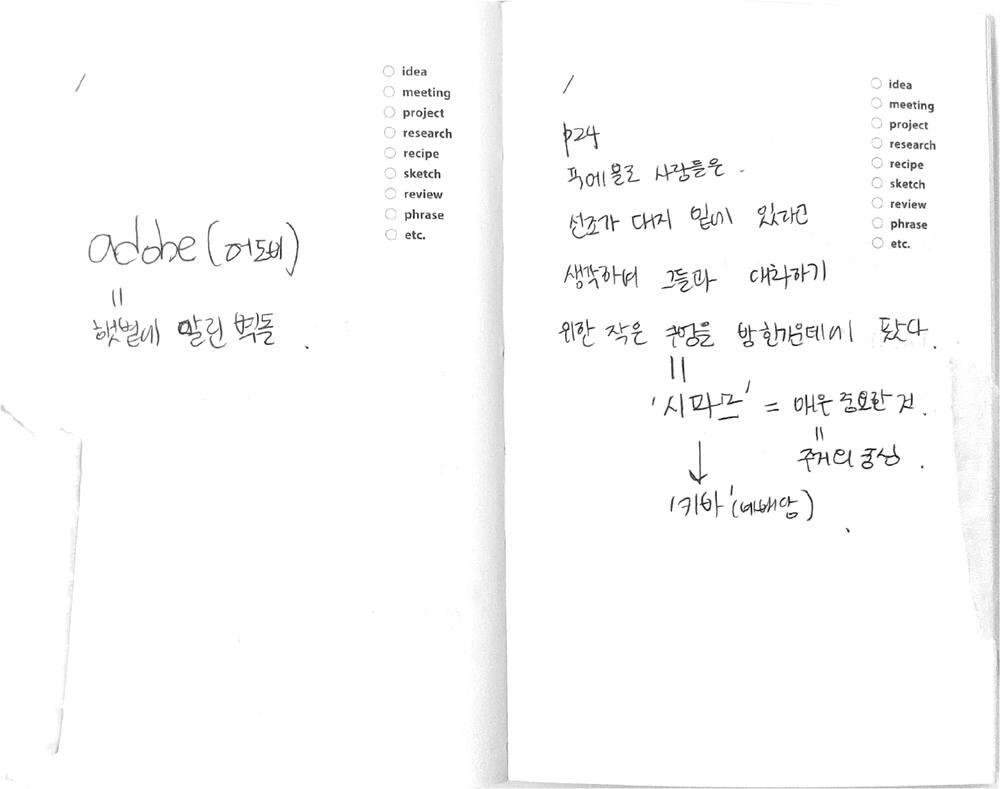 /
idea
meeting
project
research
recipe
sketch
review
phrase
etc.
adobe(어도비)
=
햇볕에 말린 벽돌.
/
idea
meeting
project
research
recipe
sketch
review
phrase
etc.
p24
푸에블로 사람들은.
선조가 대지 밑에 있다고
생각하며 그들과 대화하기
위한 작은 구멍을 방한가운데에 팠다.
=
'시파프' = 매우 중요한 것.
=
주거의 중심.
↓
'키바'(예배당).